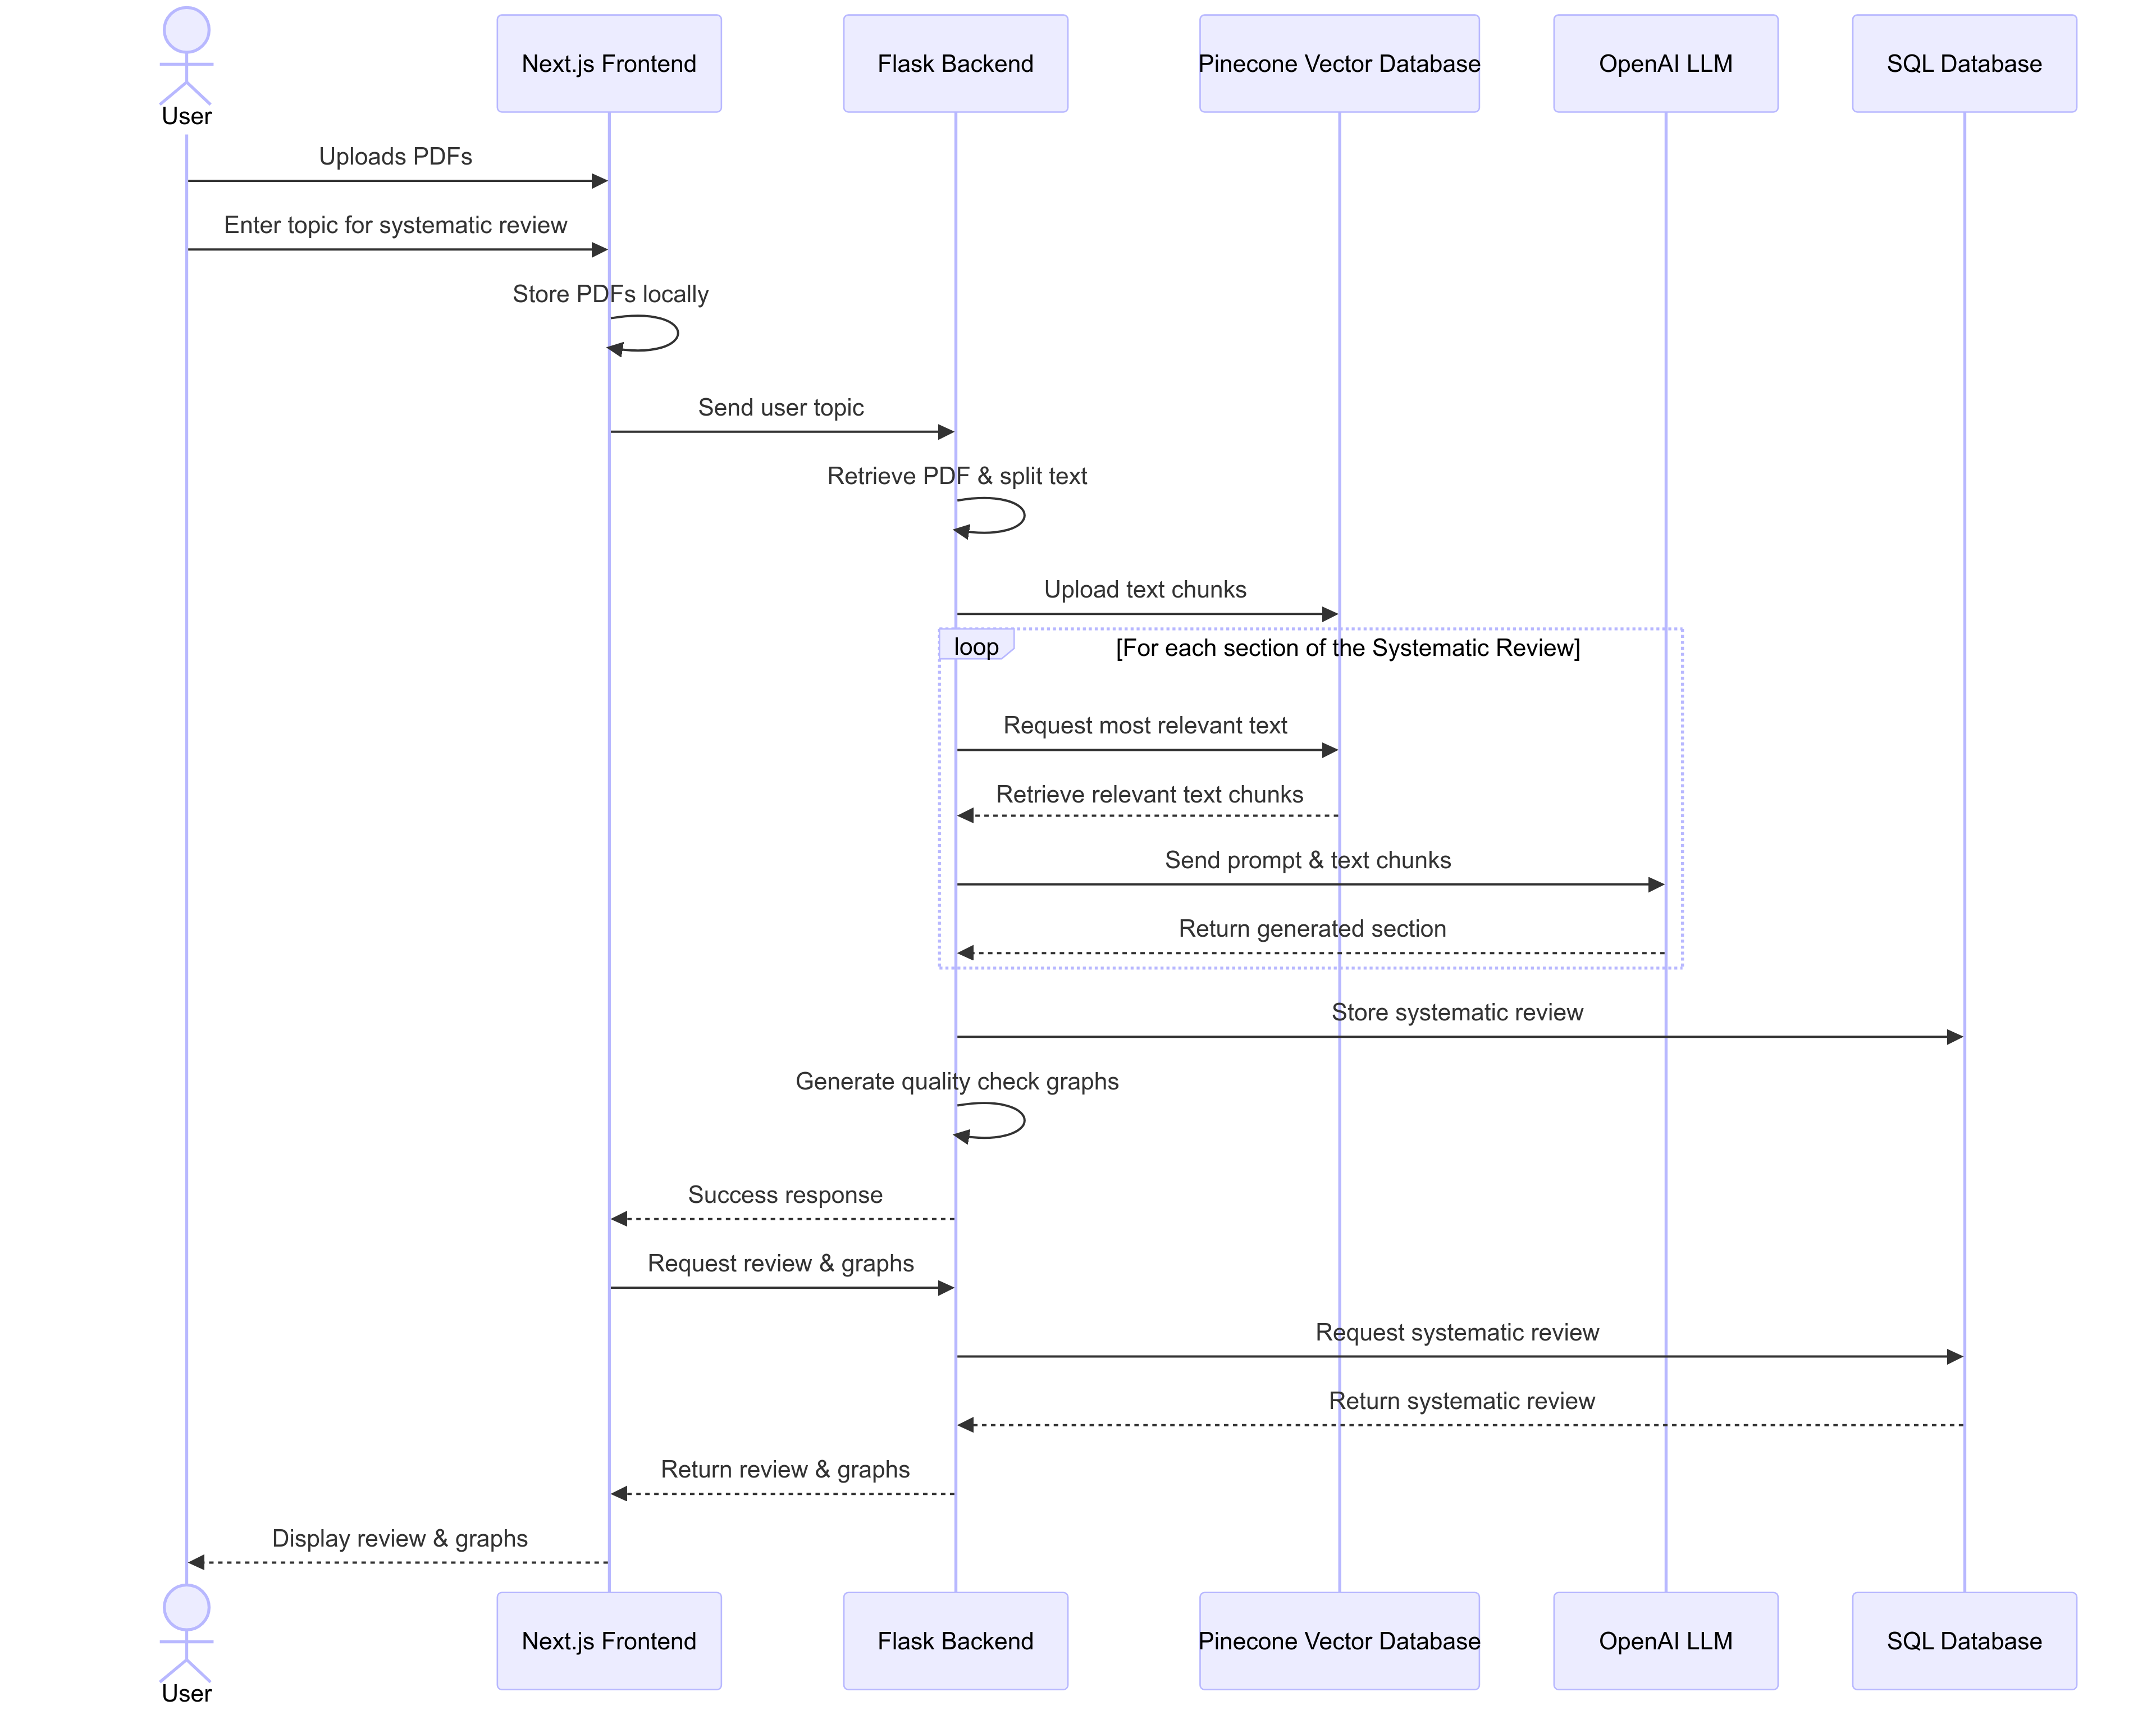 User
Next.js Frontend
Flask Backend
Pinecone Vector Database
OpenAI LLM
SQL Database
Uploads PDFs
Enter topic for systematic review
Store PDFs locally
Send user topic
Retrieve PDF & split text
Upload text chunks
loop
[For each section of the Systematic Review]
Request most relevant text
Retrieve relevant text chunks
Send prompt & text chunks
Return generated section
Store systematic review
Generate quality check graphs
Success response
Request review & graphs
Request systematic review
Return systematic review
Return review & graphs
Display review & graphs
User
Next.js Frontend
Flask Backend
Pinecone Vector Database
OpenAI LLM
SQL Database